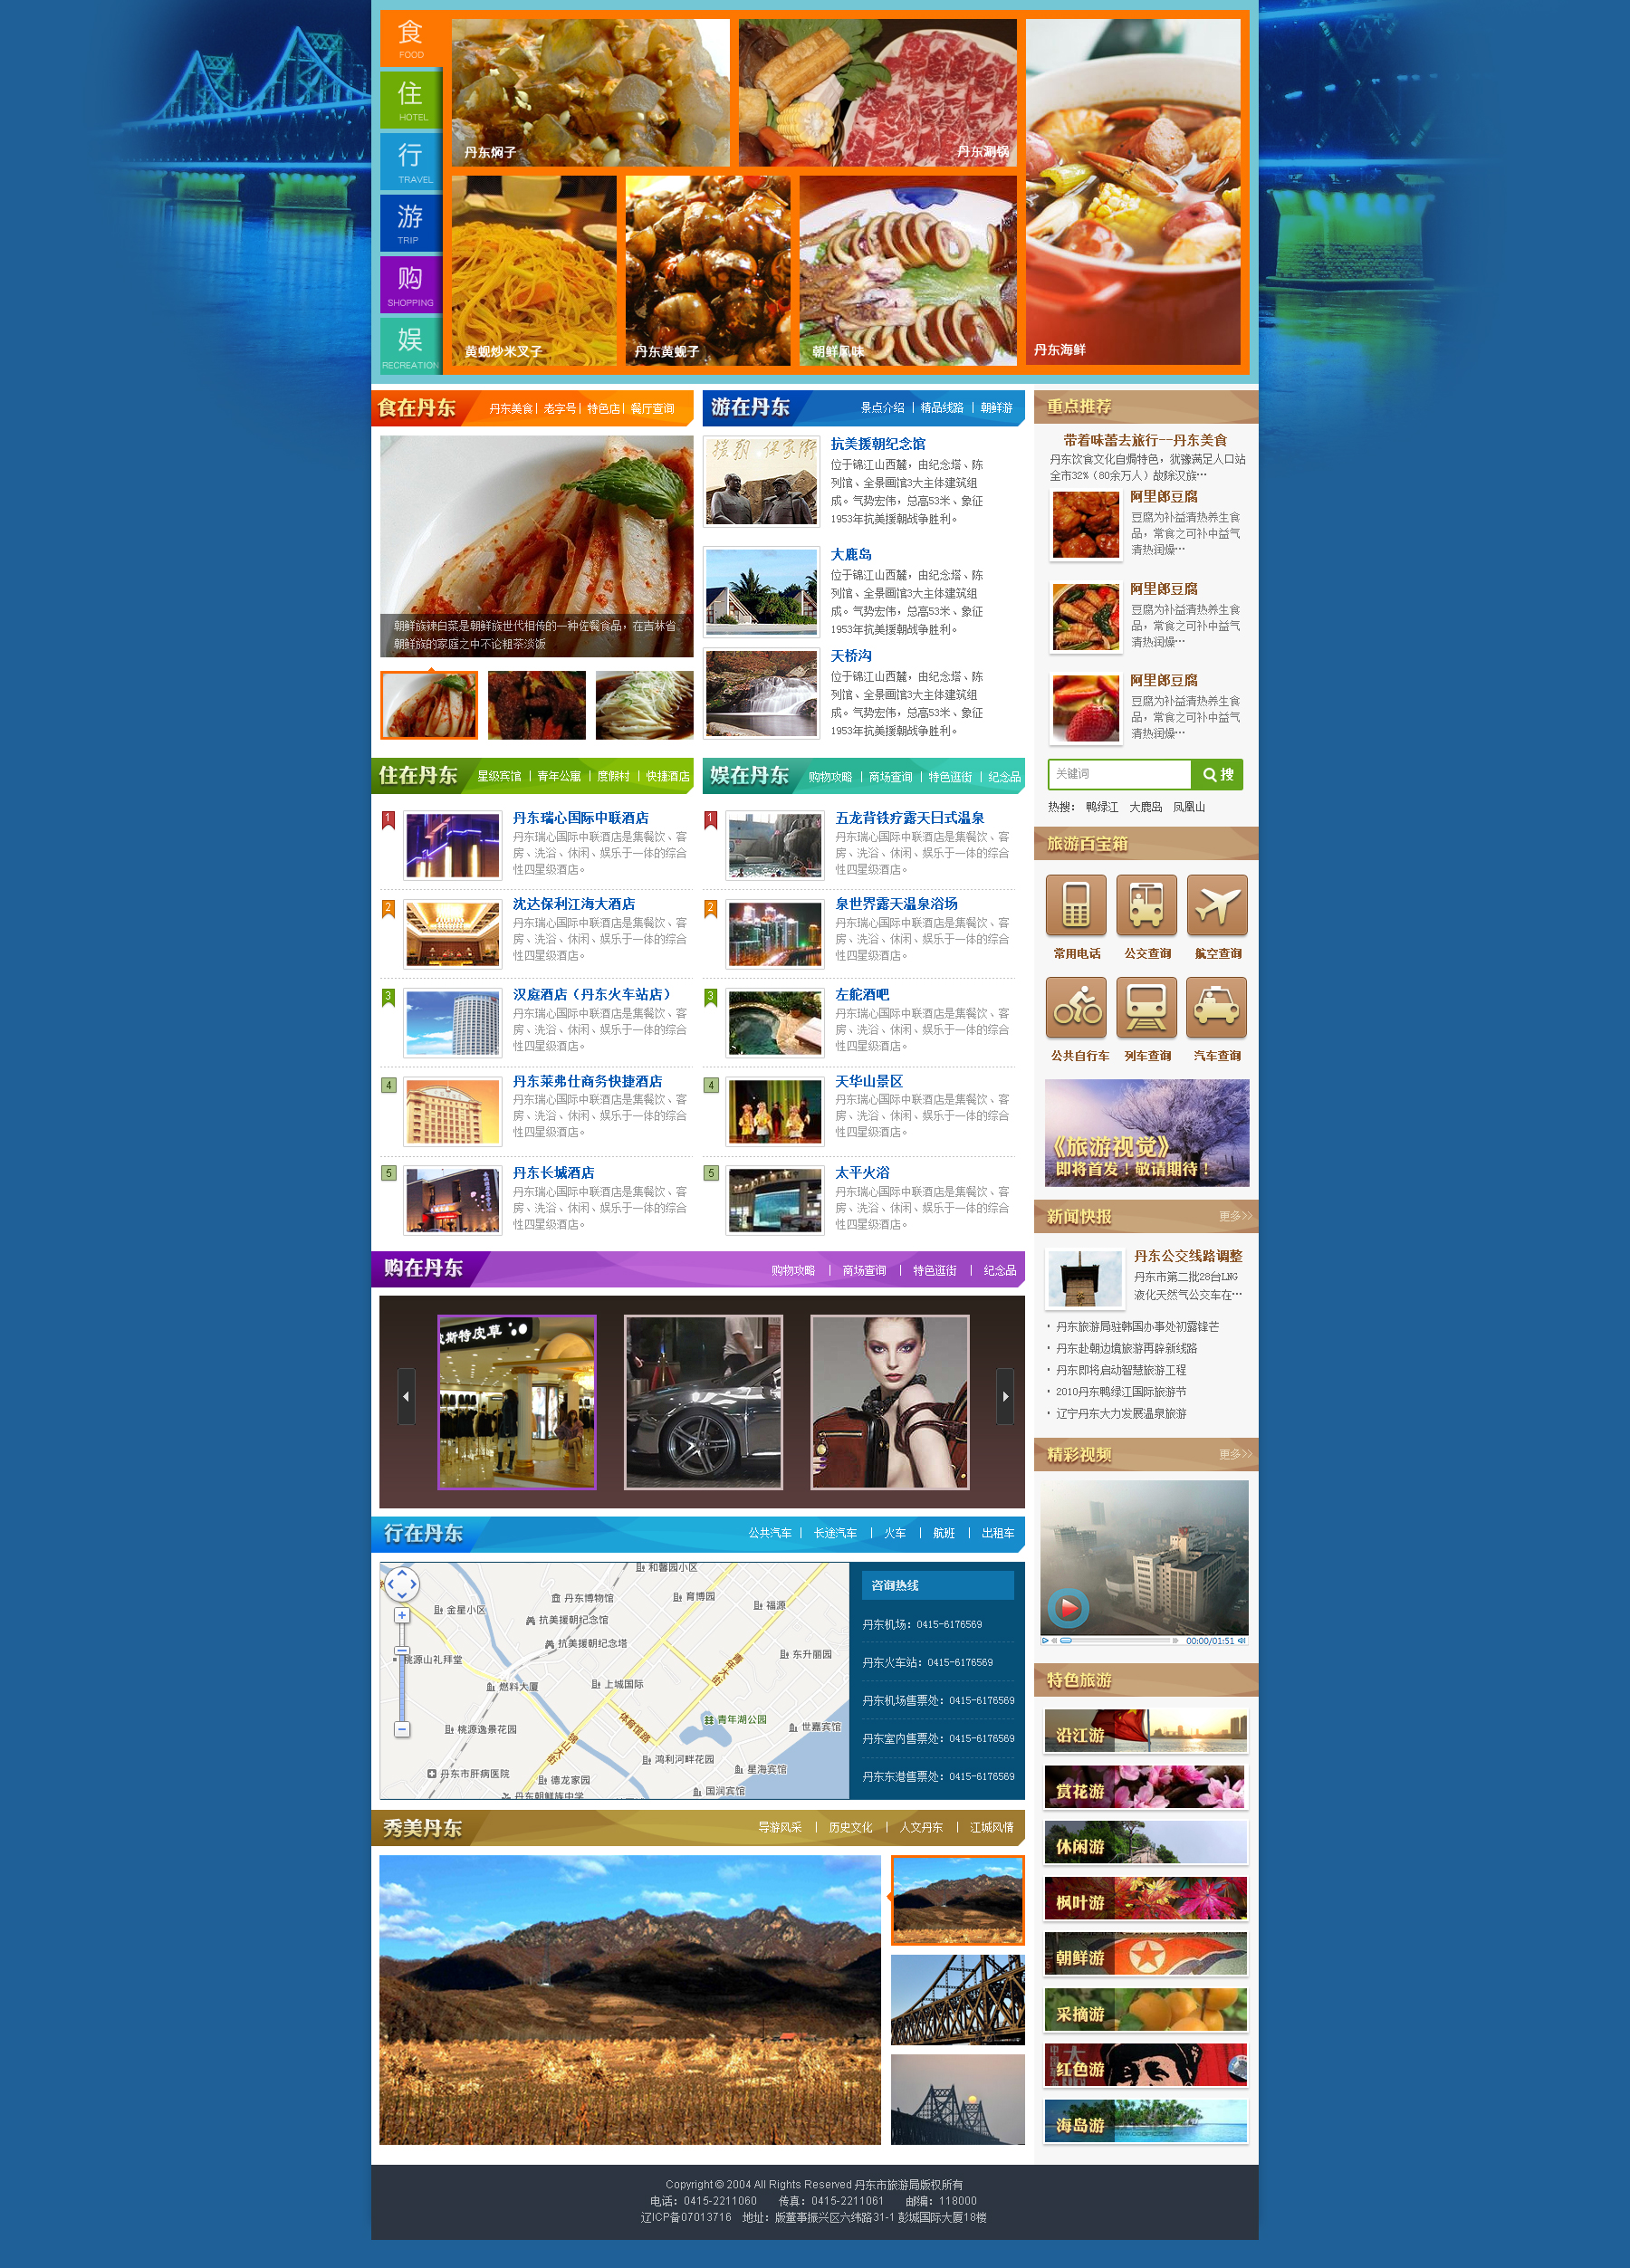 食
FOOD
住
HOTEL
行
TRAVEL
游
TRIP
购
SHOPPING
娱
RECREATION
丹东焖子
丹东涮锅
黄蚬炒米叉子
丹东黄蚬子
朝鲜风味
丹东海鲜
食在丹东
丹东美食 | 老字号 | 特色店 | 餐厅查询
朝鲜族辣白菜是朝鲜族世代相传的一种佐餐食品，在吉林省
朝鲜族的家庭之中不论粗茶淡饭
游在丹东
景点介绍 | 精品线路 | 朝鲜游
抗美援朝纪念馆
位于锦江山西麓，由纪念塔、陈
列馆、全景画馆3大主体建筑组
成。气势宏伟，总高53米、象征
1953年抗美援朝战争胜利。
大鹿岛
位于锦江山西麓，由纪念塔、陈
列馆、全景画馆3大主体建筑组
成。气势宏伟，总高53米、象征
1953年抗美援朝战争胜利。
天桥沟
位于锦江山西麓，由纪念塔、陈
列馆、全景画馆3大主体建筑组
成。气势宏伟，总高53米、象征
1953年抗美援朝战争胜利。
重点推荐
带着味蕾去旅行--丹东美食
丹东饮食文化自焗特色，犹豫满足人口站
全市32%（80余万人）故除汉族…
阿里郎豆腐
豆腐为补益清热养生食
品，常食之可补中益气
清热润燥…
阿里郎豆腐
豆腐为补益清热养生食
品，常食之可补中益气
清热润燥…
阿里郎豆腐
豆腐为补益清热养生食
品，常食之可补中益气
清热润燥…
关键词
搜
热搜： 鸭绿江 大鹿岛 凤凰山
住在丹东
星级宾馆 | 青年公寓 | 度假村 | 快捷酒店
1
丹东瑞心国际中联酒店
丹东瑞心国际中联酒店是集餐饮、客
房、洗浴、休闲、娱乐于一体的综合
性四星级酒店。
2
沈达保利江海大酒店
丹东瑞心国际中联酒店是集餐饮、客
房、洗浴、休闲、娱乐于一体的综合
性四星级酒店。
3
汉庭酒店（丹东火车站店）
丹东瑞心国际中联酒店是集餐饮、客
房、洗浴、休闲、娱乐于一体的综合
性四星级酒店。
4
丹东莱弗仕商务快捷酒店
丹东瑞心国际中联酒店是集餐饮、客
房、洗浴、休闲、娱乐于一体的综合
性四星级酒店。
5
丹东长城酒店
丹东瑞心国际中联酒店是集餐饮、客
房、洗浴、休闲、娱乐于一体的综合
性四星级酒店。
娱在丹东
购物攻略 | 商场查询 | 特色逛街 | 纪念品
1
五龙背铁疗露天日式温泉
丹东瑞心国际中联酒店是集餐饮、客
房、洗浴、休闲、娱乐于一体的综合
性四星级酒店。
2
泉世界露天温泉浴场
丹东瑞心国际中联酒店是集餐饮、客
房、洗浴、休闲、娱乐于一体的综合
性四星级酒店。
3
左舵酒吧
丹东瑞心国际中联酒店是集餐饮、客
房、洗浴、休闲、娱乐于一体的综合
性四星级酒店。
4
天华山景区
丹东瑞心国际中联酒店是集餐饮、客
房、洗浴、休闲、娱乐于一体的综合
性四星级酒店。
5
太平火浴
丹东瑞心国际中联酒店是集餐饮、客
房、洗浴、休闲、娱乐于一体的综合
性四星级酒店。
旅游百宝箱
常用电话
公交查询
航空查询
公共自行车
列车查询
汽车查询
《旅游视觉》
即将首发！敬请期待！
新闻快报
更多>>
丹东公交线路调整
丹东市第二批28台LNG
液化天然气公交车在…
丹东旅游局驻韩国办事处初露锋芒
丹东赴朝边境旅游再辟新线路
丹东即将启动智慧旅游工程
2010丹东鸭绿江国际旅游节
辽宁丹东大力发展温泉旅游
购在丹东
购物攻略 | 商场查询 | 特色逛街 | 纪念品
斯特皮草
精彩视频
更多>>
00:00/01:51
行在丹东
公共汽车 | 长途汽车 | 火车 | 航班 | 出租车
和馨园小区
丹东博物馆
育博园
福源
金星小区
抗美援朝纪念馆
抗美援朝纪念塔
东升丽园
桃源山礼拜堂
青年大街
燃料大厦
上城国际
体育馆路
青年湖公园
世嘉宾馆
桃源逸景花园
锦山大街
鸿利河畔花园
星海宾馆
丹东市肝病医院
德龙家园
国润宾馆
丹东朝鲜族中学
咨询热线
丹东机场：0415-6176569
丹东火车站：0415-6176569
丹东机场售票处：0415-6176569
丹东室内售票处：0415-6176569
丹东东港售票处：0415-6176569
特色旅游
沿江游
赏花游
休闲游
枫叶游
朝鲜游
采摘游
红色游
海岛游
秀美丹东
导游风采 | 历史文化 | 人文丹东 | 江城风情
Copyright © 2004 All Rights Reserved 丹东市旅游局版权所有
电话：0415-2211060 传真：0415-2211061 邮编：118000
辽ICP备07013716 地址：版董事振兴区六纬路31-1 彭城国际大厦18楼